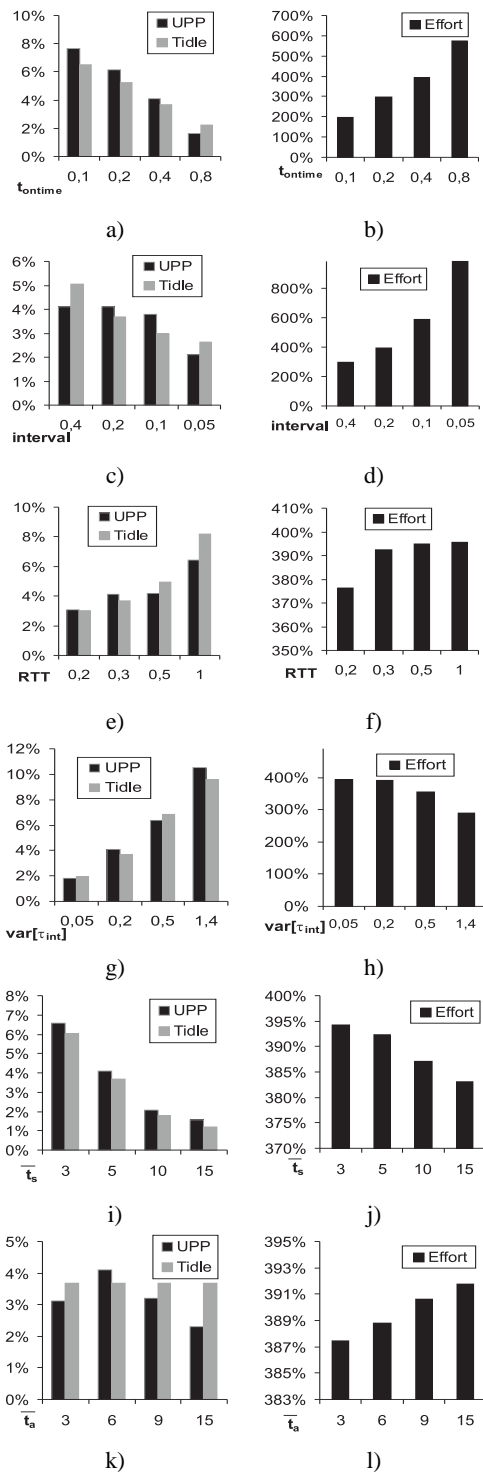 10%
8%
6%
4%
2%
0%
UPP
Tidle
0,1 0,2 0,4 0,8
t_ontime
a)
700%
600%
500%
400%
300%
200%
100%
0%
Effort
0,1 0,2 0,4 0,8
t_ontime
b)
6%
5%
4%
3%
2%
1%
0%
UPP
Tidle
0,4 0,2 0,1 0,05
interval
c)
800%
600%
400%
200%
0%
Effort
0,4 0,2 0,1 0,05
interval
d)
10%
8%
6%
4%
2%
0%
UPP
Tidle
0,2 0,3 0,5 1
RTT
e)
410%
400%
390%
380%
370%
360%
350%
Effort
0,2 0,3 0,5 1
RTT
f)
12%
10%
8%
6%
4%
2%
0%
UPP
Tidle
0,05 0,2 0,5 1,4
var[τ_int]
g)
400%
300%
200%
100%
0%
Effort
0,05 0,2 0,5 1,4
var[τ_int]
h)
8%
7%
6%
5%
4%
3%
2%
1%
0%
UPP
Tidle
t̄_s 3 5 10 15
i)
400%
395%
390%
385%
380%
375%
370%
Effort
t̄_s 3 5 10 15
j)
5%
4%
3%
2%
1%
0%
UPP
Tidle
t̄_a 3 6 9 15
k)
395%
393%
391%
389%
387%
385%
383%
Effort
t̄_a 3 6 9 15
l)